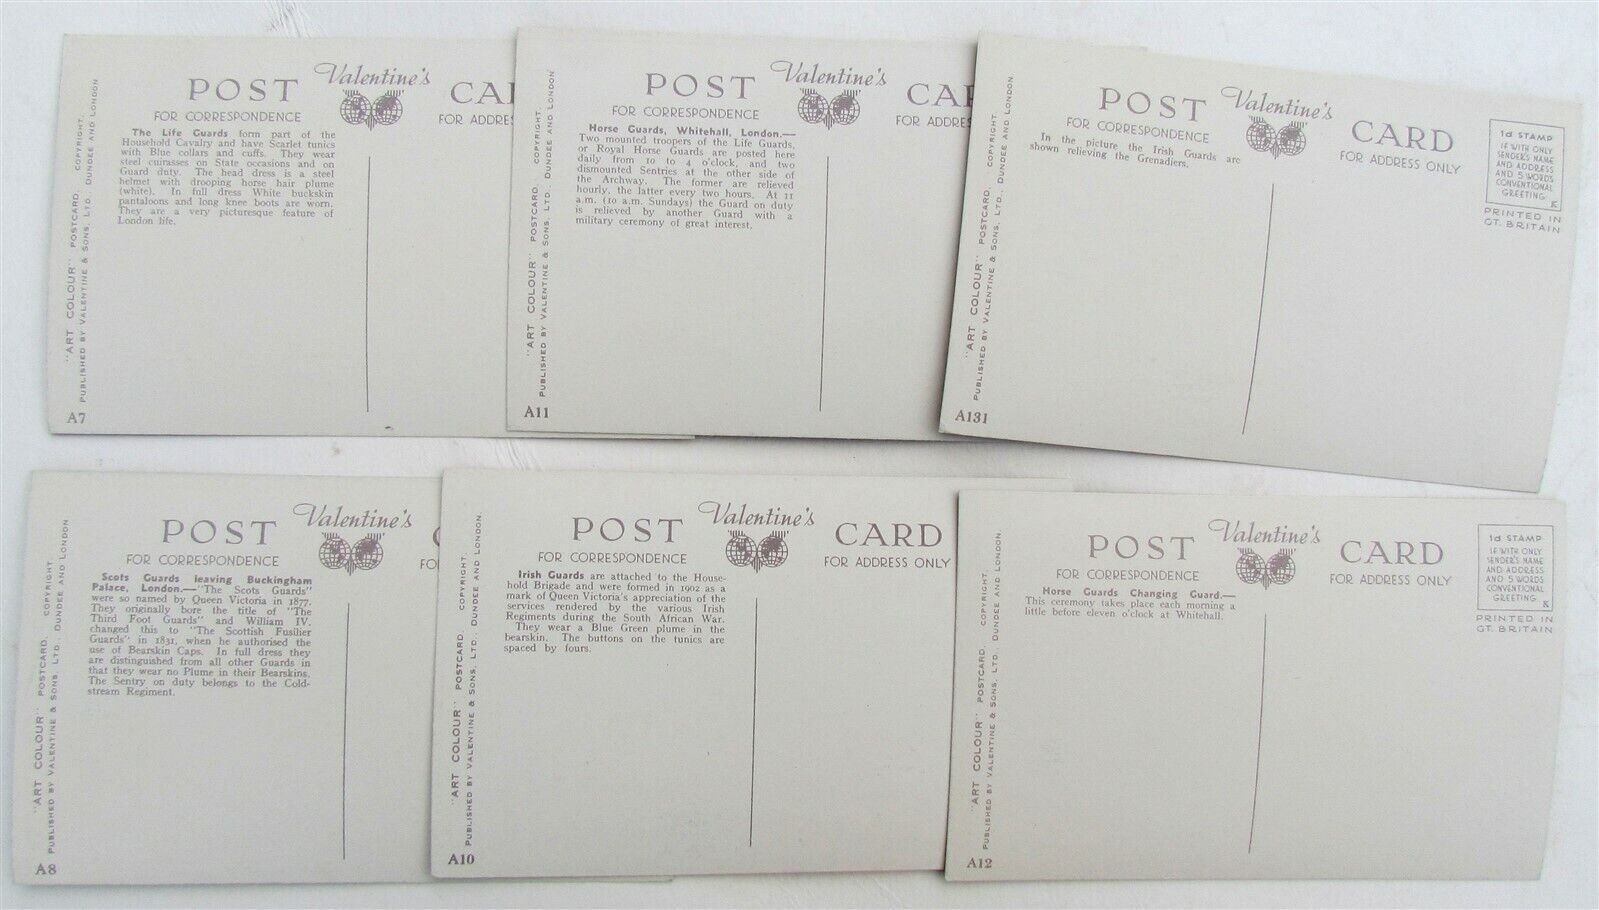 POST Valentine's CAR
FOR CORRESPONDENCE FOR ADDRES
The Life Guards form part of the
Household Cavalry and have Scarlet tunics
with Blue collars and cuffs. They wear
steel cuirasses on State occasions and on
Guard duty. The head dress is a steel
helmet with drooping horse hair plume
(white). In full dress White buckskin
pantaloons and long knee boots are worn.
They are a very picturesque feature of
London life.
"ART COLOUR" POSTCARD. COPYRIGHT.
PUBLISHED BY VALENTINE & SONS, LTD., DUNDEE AND LONDON
A7
POST Valentine's CAR
FOR CORRESPONDENCE FOR ADDRESS
Horse Guards, Whitehall, London.—
Two mounted troopers of the Life Guards,
or Royal Horse Guards are posted here
daily from 10 to 4 o'clock, and two
dismounted Sentries at the other side of
the Archway. The former are relieved
hourly, the latter every two hours. At 11
a.m. (10 a.m. Sundays) the Guard on duty
is relieved by another Guard with a
military ceremony of great interest.
"ART COLOUR" POSTCARD. COPYRIGHT.
PUBLISHED BY VALENTINE & SONS, LTD., DUNDEE AND LONDON
A11
POST Valentine's CARD
FOR CORRESPONDENCE FOR ADDRESS ONLY
In the picture the Irish Guards are
shown relieving the Grenadiers.
1d STAMP
IF WITH ONLY
SENDER'S NAME
AND ADDRESS
AND 5 WORDS
CONVENTIONAL
GREETING.
K
PRINTED IN
GT. BRITAIN
"ART COLOUR" POSTCARD. COPYRIGHT.
PUBLISHED BY VALENTINE & SONS, LTD., DUNDEE AND LONDON
A131
POST Valentine's C
FOR CORRESPONDENCE FO
Scots Guards leaving Buckingham
Palace, London.—"The Scots Guards"
were so named by Queen Victoria in 1877.
They originally bore the title of "The
Third Foot Guards" and William IV.
changed this to "The Scottish Fusilier
Guards" in 1831, when he authorised the
use of Bearskin Caps. In full dress they
are distinguished from all other Guards in
that they wear no Plume in their Bearskins.
The Sentry on duty belongs to the Cold-
stream Regiment.
"ART COLOUR" POSTCARD. COPYRIGHT.
PUBLISHED BY VALENTINE & SONS, LTD., DUNDEE AND LONDON
A8
POST Valentine's CARD
FOR CORRESPONDENCE FOR ADDRESS ONLY
Irish Guards are attached to the House-
hold Brigade and were formed in 1902 as a
mark of Queen Victoria's appreciation of the
services rendered by the various Irish
Regiments during the South African War.
They wear a Blue Green plume in the
bearskin. The buttons on the tunics are
spaced by fours.
"ART COLOUR" POSTCARD. COPYRIGHT.
PUBLISHED BY VALENTINE & SONS, LTD., DUNDEE AND LONDON
A10
POST Valentine's CARD
FOR CORRESPONDENCE FOR ADDRESS ONLY
Horse Guards Changing Guard.—
This ceremony takes place each morning a
little before eleven o'clock at Whitehall.
1d STAMP
IF WITH ONLY
SENDER'S NAME
AND ADDRESS
AND 5 WORDS
CONVENTIONAL
GREETING
K
PRINTED IN
GT. BRITAIN
"ART COLOUR" POSTCARD. COPYRIGHT.
PUBLISHED BY VALENTINE & SONS, LTD., DUNDEE AND LONDON
A12